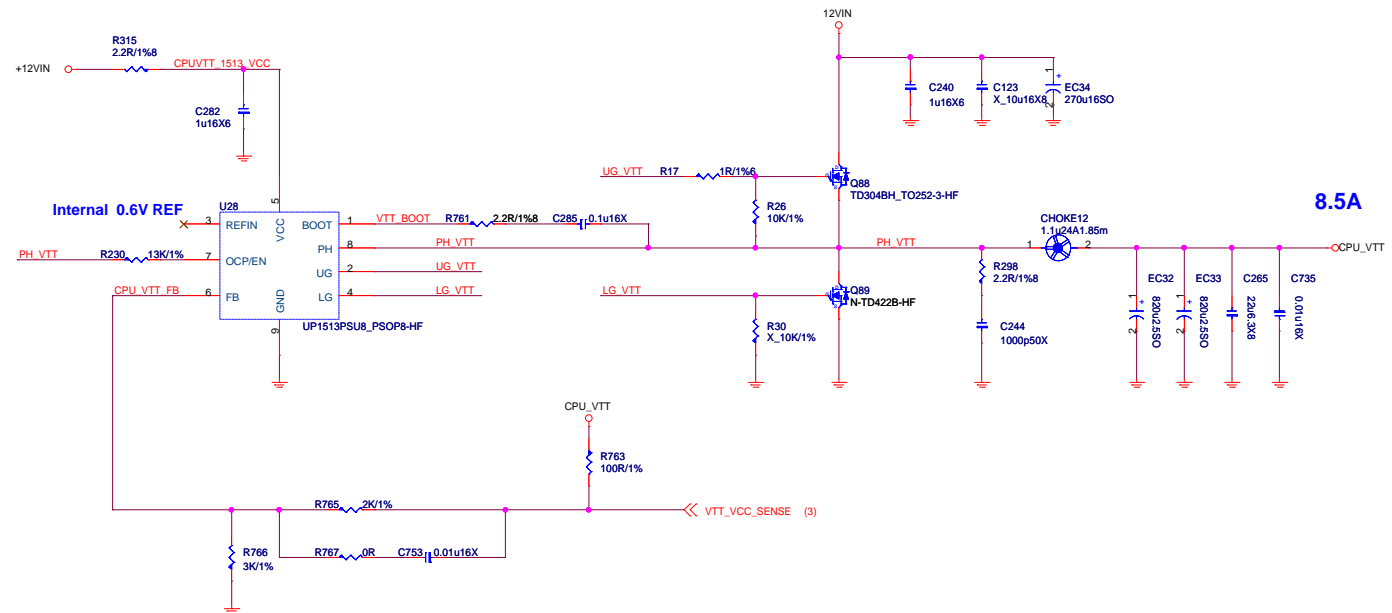 12VIN
R315
2.2R/1%8
+12VIN
CPUVTT_1513_VCC
C282
1u16X6
C240
1u16X6
C123
X_10u16X8
1
+
2
EC34
270u16SO
UG_VTT
R17
1R/1%6
Q88
TD304BH_TO252-3-HF
R26
10K/1%
8.5A
Internal 0.6V REF
U28
5
3
REFIN
VCC
BOOT
1
VTT_BOOT
R761
2.2R/1%8
C285
0.1u16X
PH
8
PH_VTT
PH_VTT
CHOKE12
1.1u24A1.85m
1
2
CPU_VTT
PH_VTT
R230
13K/1%
7
OCP/EN
UG
2
UG_VTT
CPU_VTT_FB
6
FB
GND
LG
4
LG_VTT
9
UP1513PSU8_PSOP8-HF
LG_VTT
Q89
N-TD422B-HF
R30
X_10K/1%
R298
2.2R/1%8
C244
1000p50X
EC32
1
+
2
820u2.5SO
EC33
1
+
2
820u2.5SO
C265
22u6.3X8
C735
0.01u16X
CPU_VTT
R763
100R/1%
R765
2K/1%
VTT_VCC_SENSE (3)
R766
3K/1%
R767
0R
C753
0.01u16X